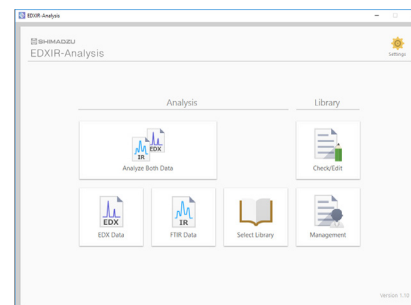 EDXIR-Analysis
SHIMADZU
EDXIR-Analysis
Settings
Analysis
Library
IR
EDX
Analyze Both Data
Check/Edit
EDX
IR
EDX Data
FTIR Data
Select Library
Management
Version 1.10